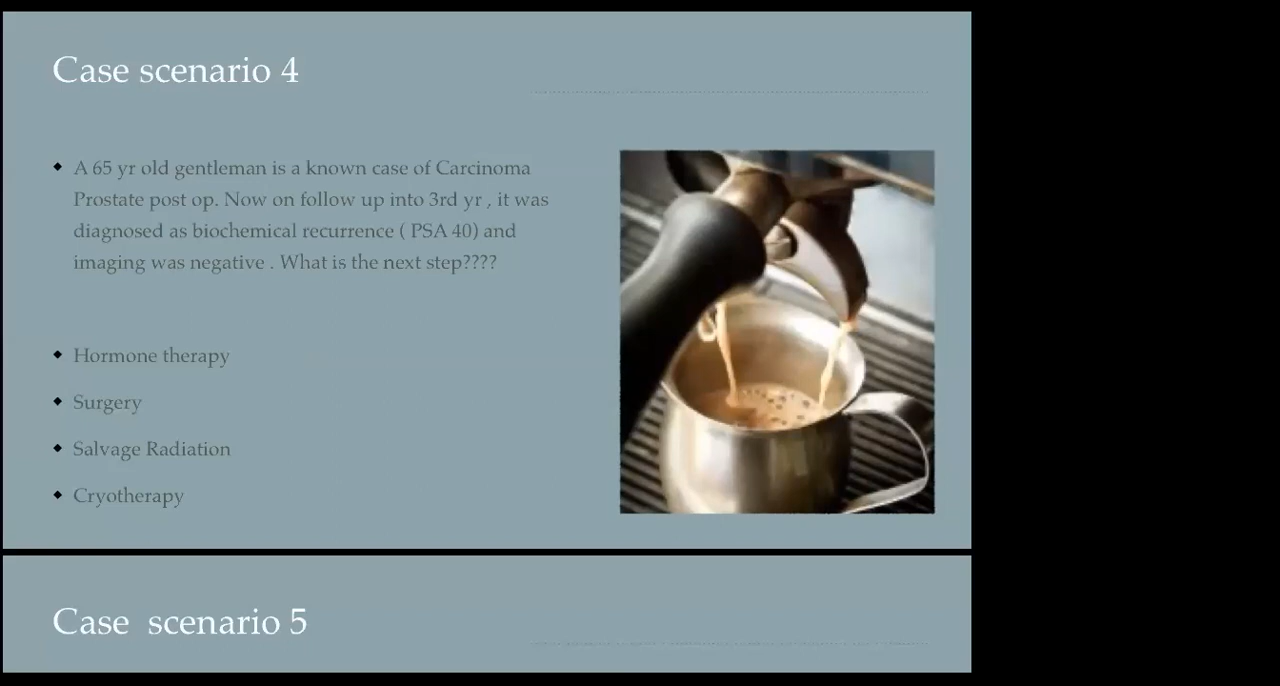 Case scenario 4
A 65 yr old gentleman is a known case of Carcinoma
Prostate post op. Now on follow up into 3rd yr , it was
diagnosed as biochemical recurrence ( PSA 40) and
imaging was negative . What is the next step????
Hormone therapy
Surgery
Salvage Radiation
Cryotherapy
Case  scenario 5